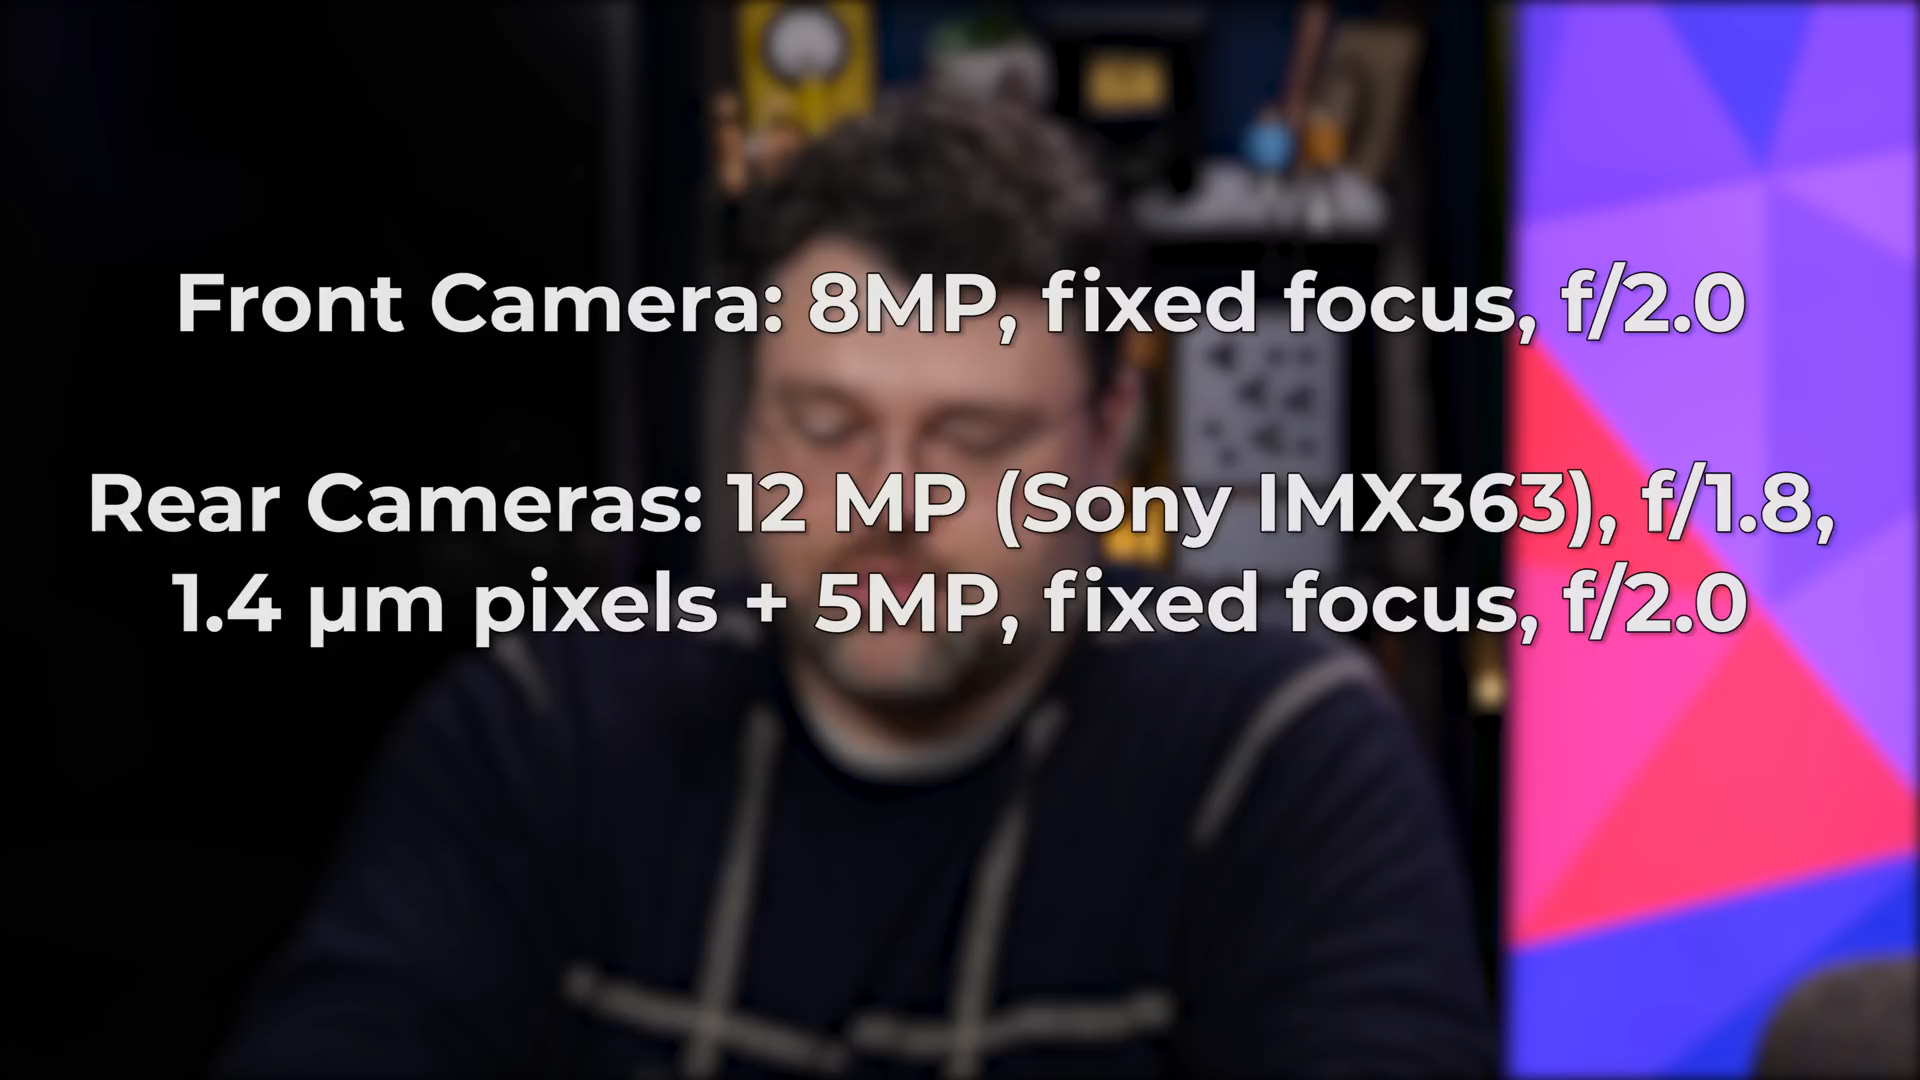 Front Camera: 8MP, fixed focus, f/2.0
Rear Cameras: 12 MP (Sony IMX363), f/1.8,
1.4 µm pixels + 5MP, fixed focus, f/2.0